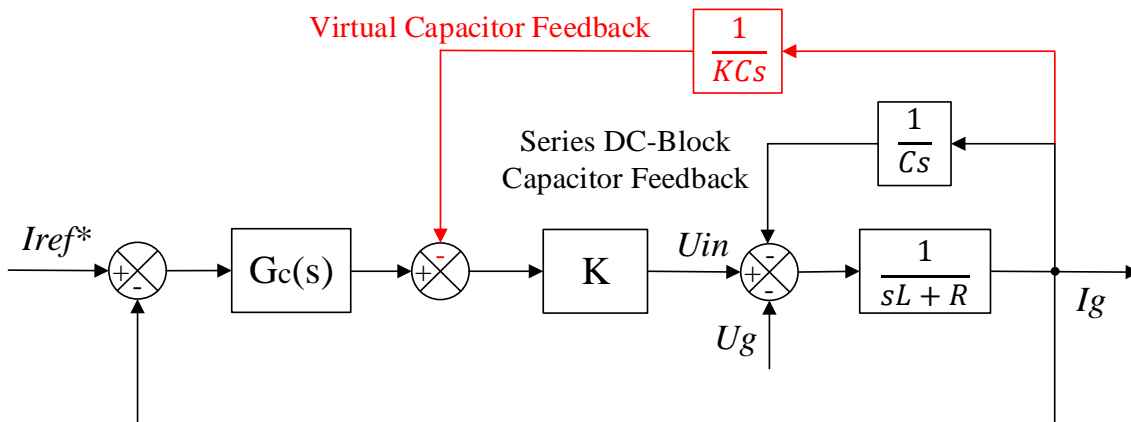 Virtual Capacitor Feedback
1
KCs
Series DC-Block
Capacitor Feedback
1
Cs
Iref*
+
-
Gc(s)
+
-
K
Uin
+
-
-
1
sL + R
Ug
Ig